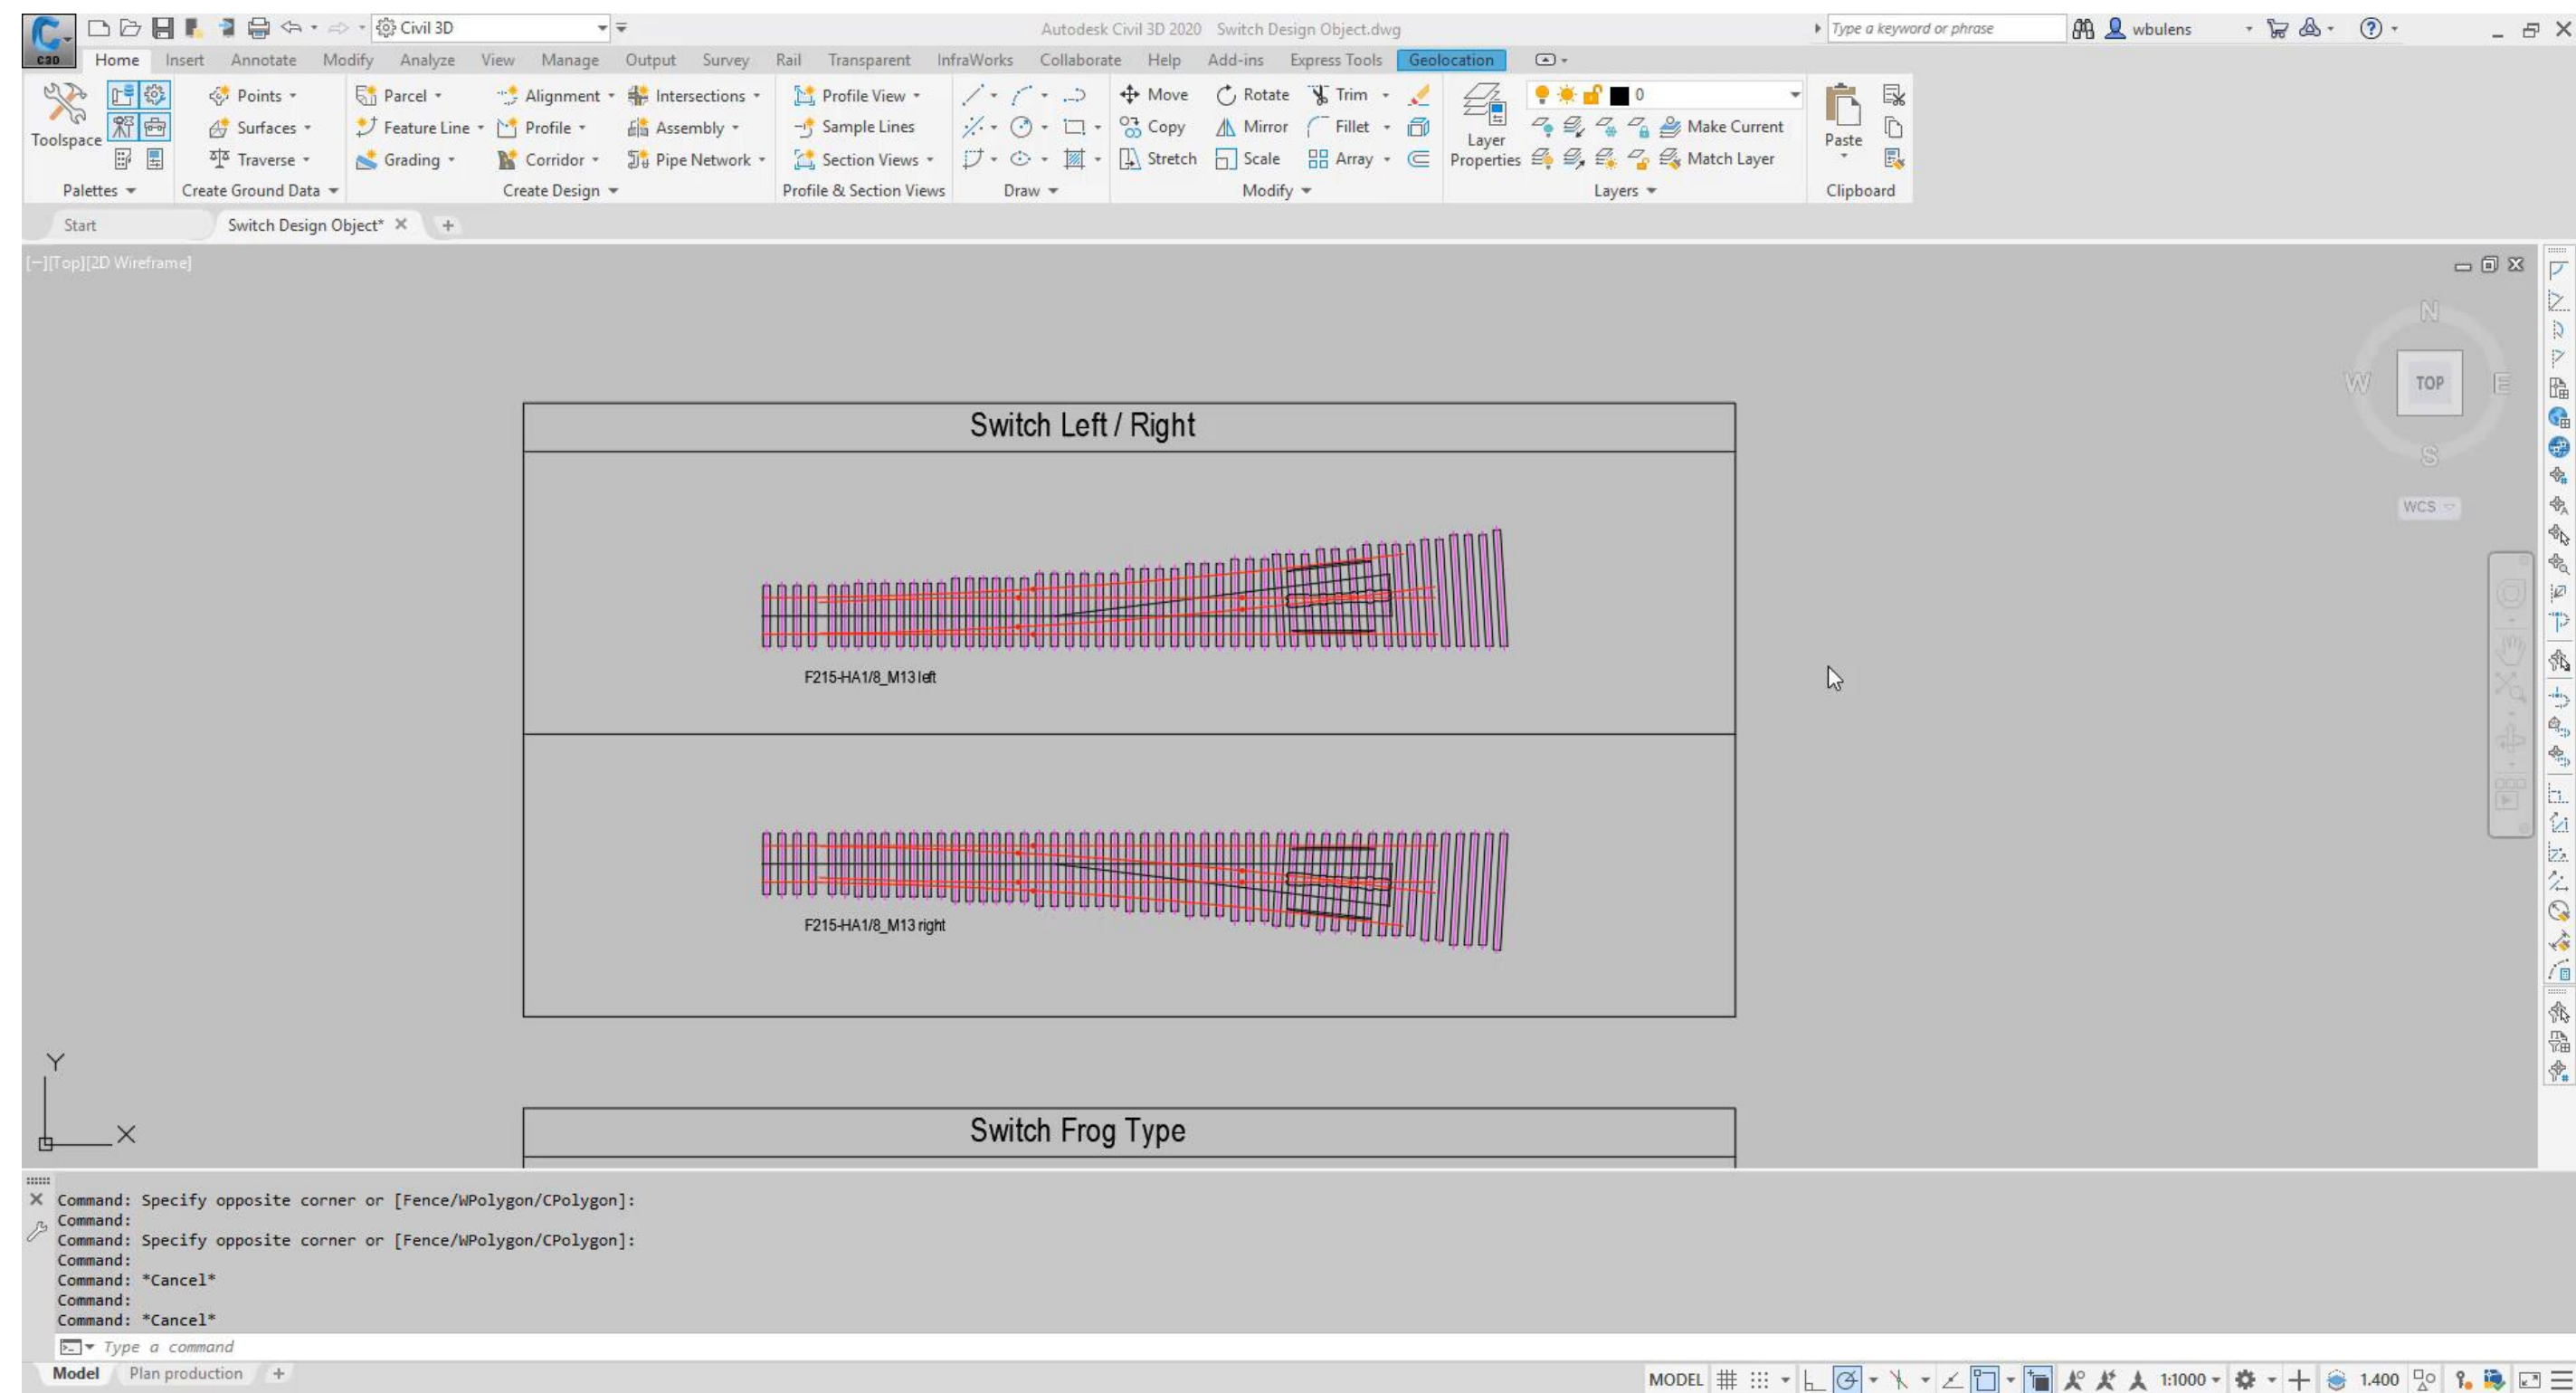 Civil 3D
Autodesk Civil 3D 2020 Switch Design Object.dwg
Type a keyword or phrase
wbulens
C3D
Home Insert Annotate Modify Analyze View Manage Output Survey Rail Transparent InfraWorks Collaborate Help Add-ins Express Tools Geolocation
Points Parcel Alignment Intersections Profile View Move Rotate Trim 0
Toolspace Surfaces Feature Line Profile Assembly Sample Lines Copy Mirror Fillet Layer Properties Make Current Paste
Traverse Grading Corridor Pipe Network Section Views Stretch Scale Array Match Layer
Palettes Create Ground Data Create Design Profile & Section Views Draw Modify Layers Clipboard
Start Switch Design Object*
[−][Top][2D Wireframe]
N
W TOP E
S
WCS
Switch Left / Right
F215-HA1/8_M13 left
F215-HA1/8_M13 right
Y
X
Switch Frog Type
Command: Specify opposite corner or [Fence/WPolygon/CPolygon]:
Command:
Command: Specify opposite corner or [Fence/WPolygon/CPolygon]:
Command:
Command: *Cancel*
Command:
Command: *Cancel*
Type a command
Model Plan production
MODEL 1:1000 1.400